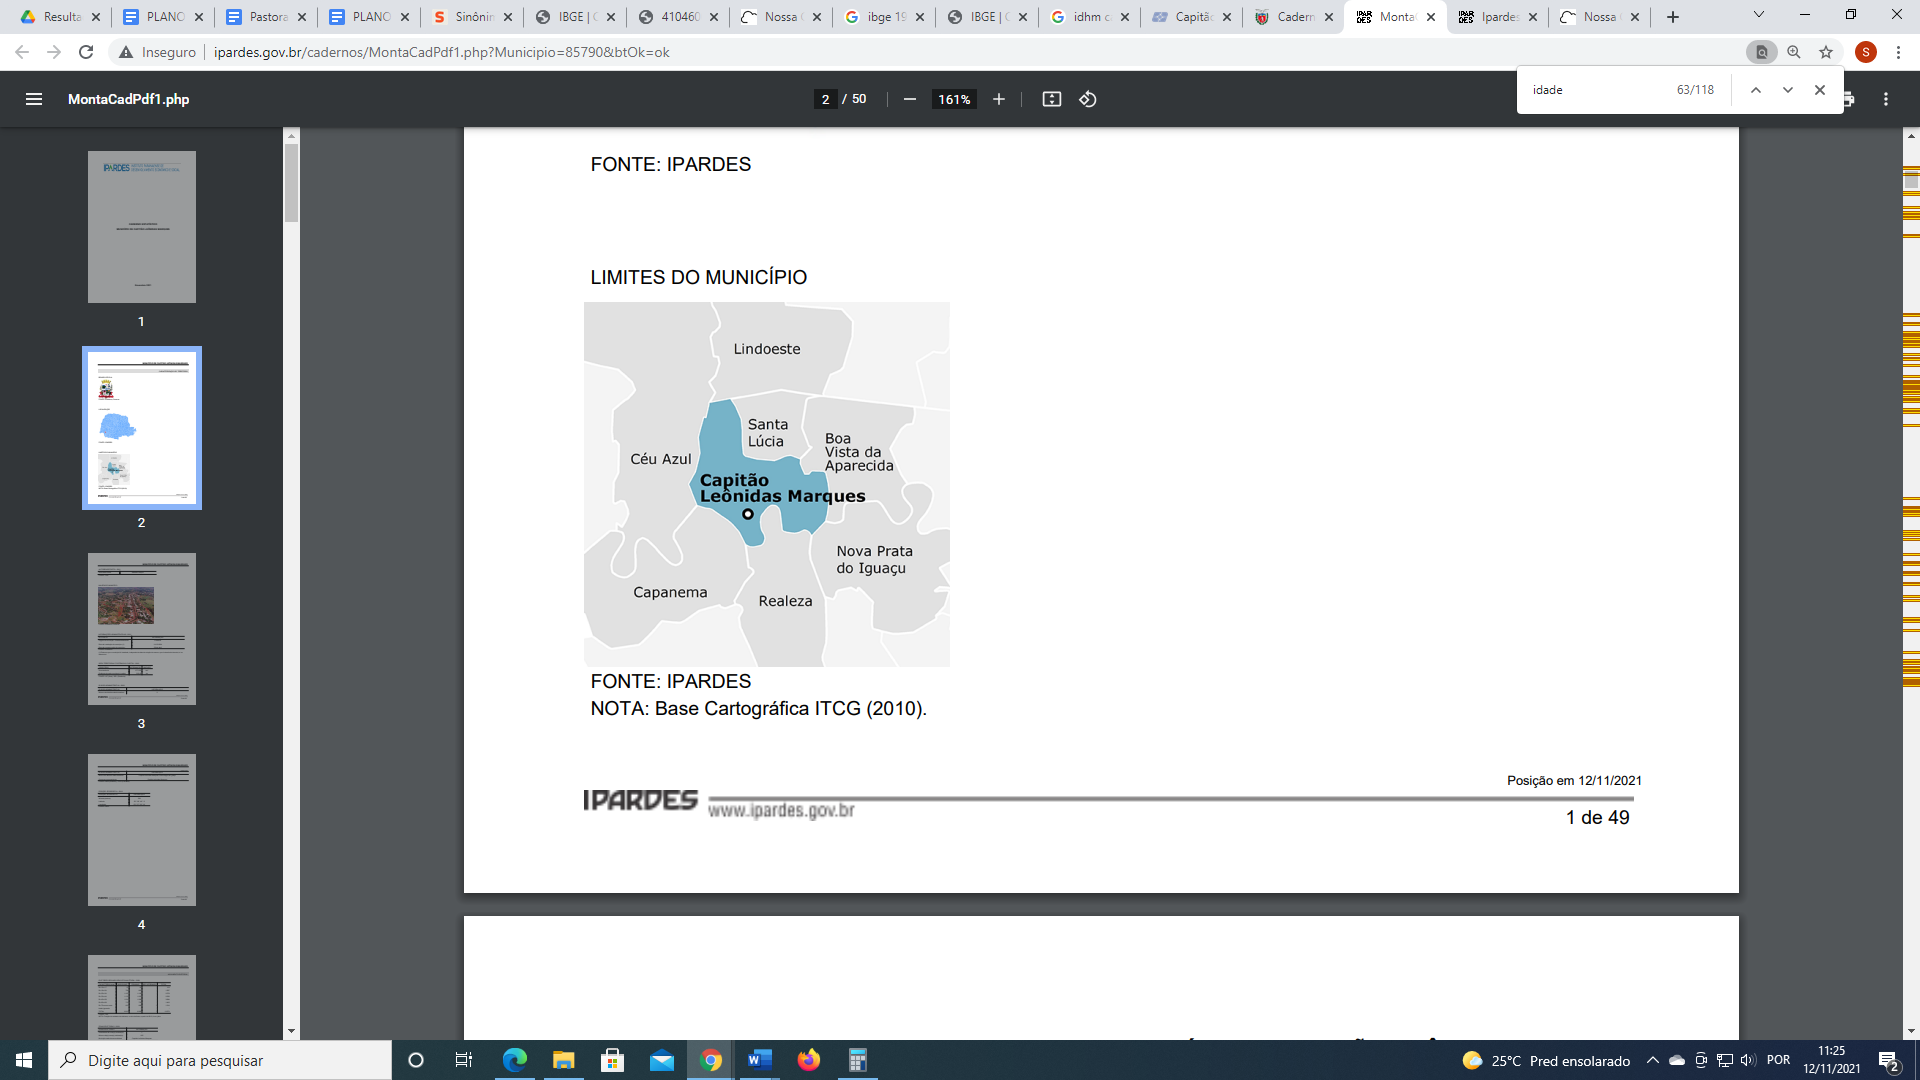 Resulta
PLANO
Pastora
PLANO
Sinônin
IBGE | C
410460
Nossa
ibge 19
IBGE | C
idhm c
Capitão
Cadern
Monta
Ipardes
Nossa
Inseguro
ipardes.gov.br/cadernos/MontaCadPdf1.php?Municipio=85790&btOk=ok
S
MontaCadPdf1.php
2 / 50
161%
idade
63/118
IPARDES
1
2
3
4
FONTE: IPARDES
LIMITES DO MUNICÍPIO
Lindoeste
Santa
Lúcia
Boa
Vista da
Aparecida
Céu Azul
Capitão
Leônidas Marques
Nova Prata
do Iguaçu
Capanema
Realeza
FONTE: IPARDES
NOTA: Base Cartográfica ITCG (2010).
Posição em 12/11/2021
IPARDES
www.ipardes.gov.br
1 de 49
Digite aqui para pesquisar
25°C Pred ensolarado
POR
11:25
12/11/2021
2